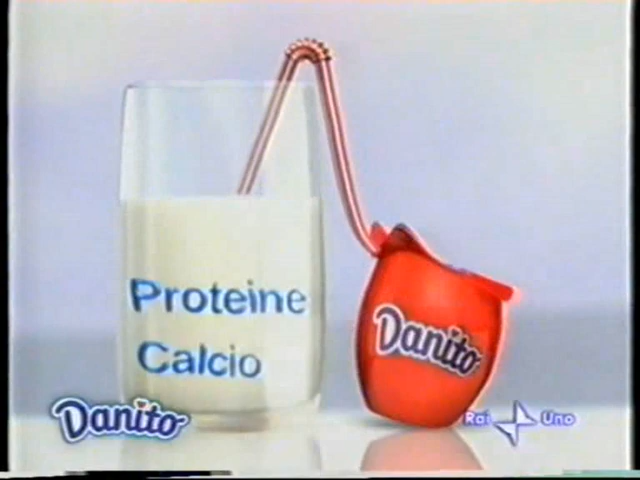 Proteine
Calcio
Danito
Danito
Rai Uno